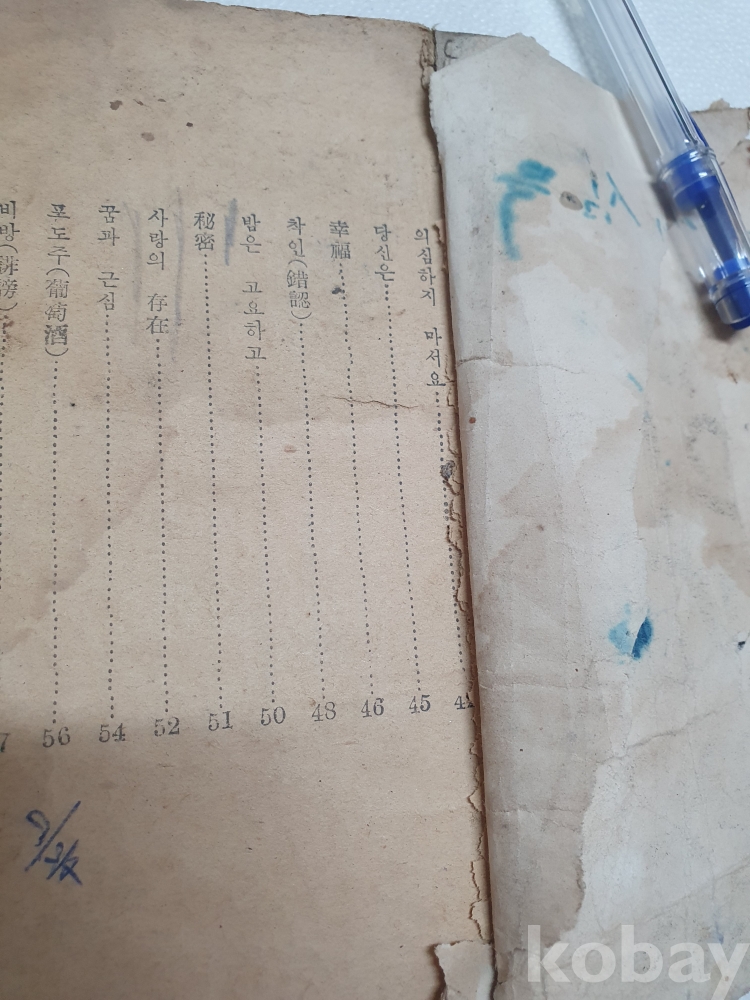 의심하지 마서요 42
당신은 45
幸福 46
착인(錯認) 48
밤은 고요하고 50
秘密 51
사랑의 存在 52
꿈과 근심 54
포도주(葡萄酒) 56
비방(誹謗) 7
kobay